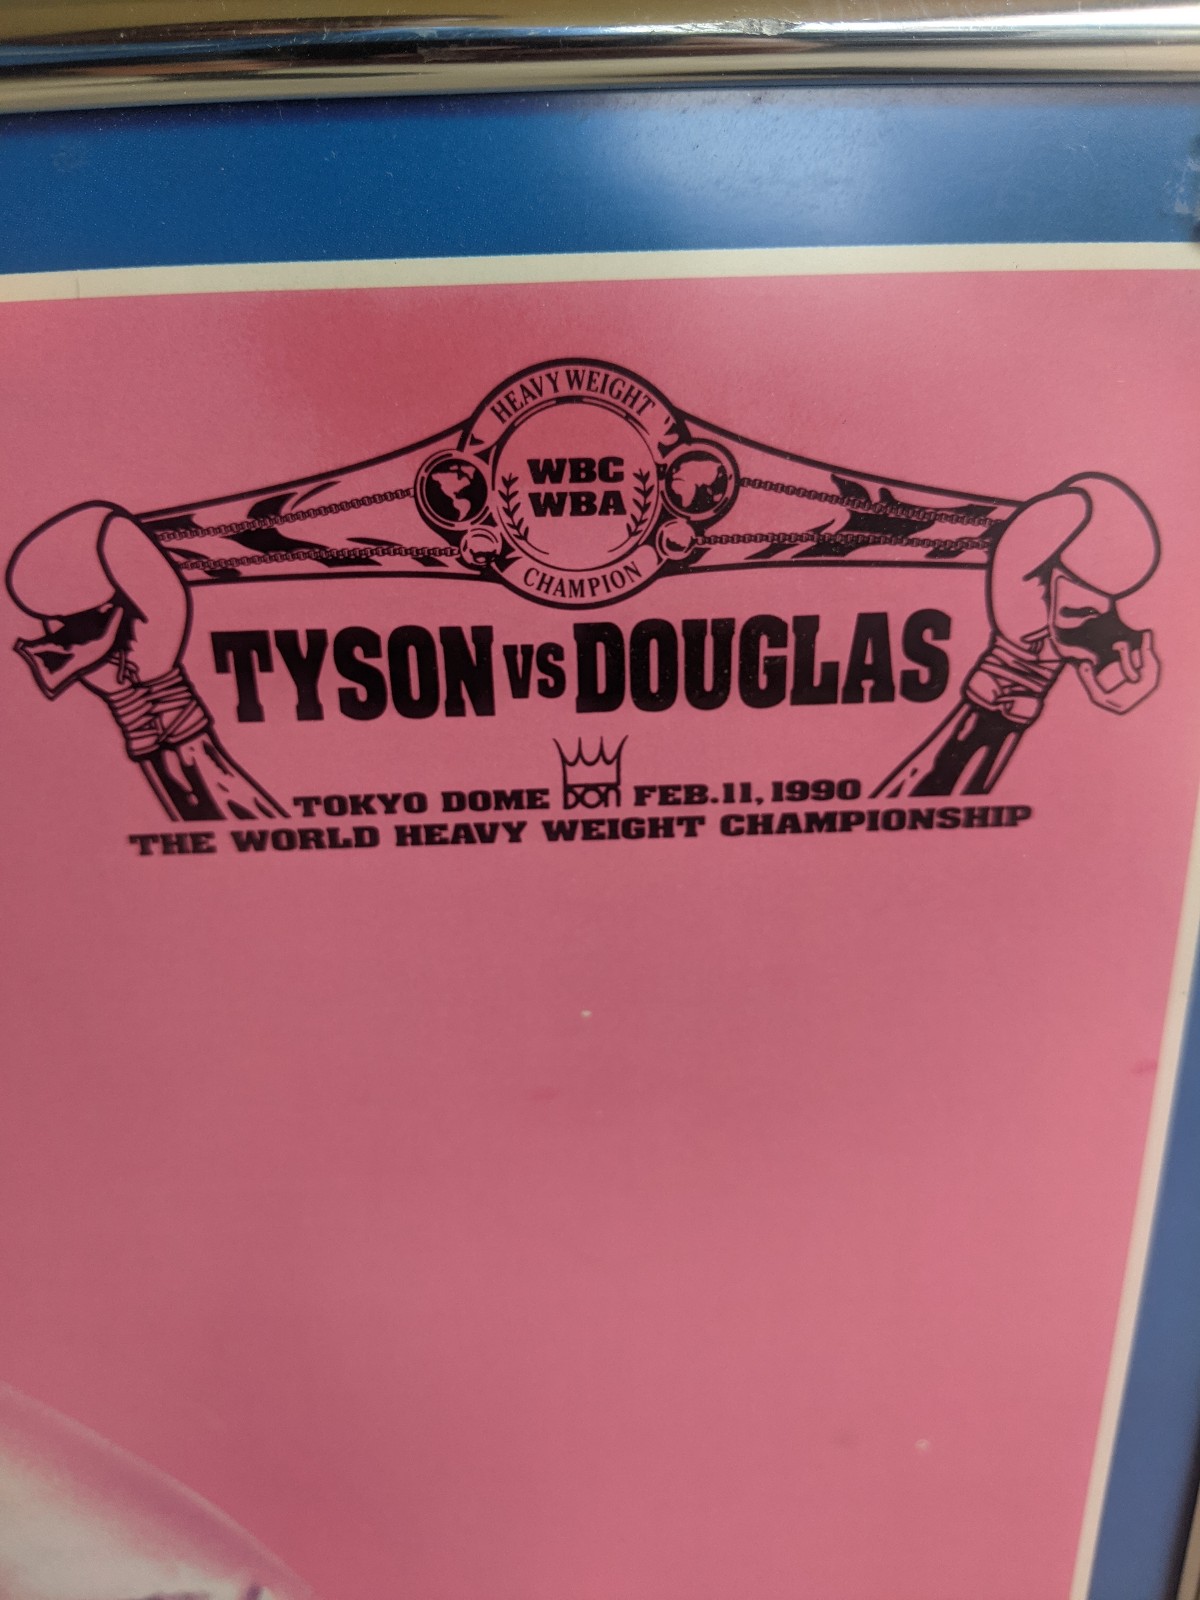 HEAVY WEIGHT
WBC
WBA
CHAMPION
TYSON VS DOUGLAS
TOKYO DOME DON FEB.11,1990
THE WORLD HEAVY WEIGHT CHAMPIONSHIP